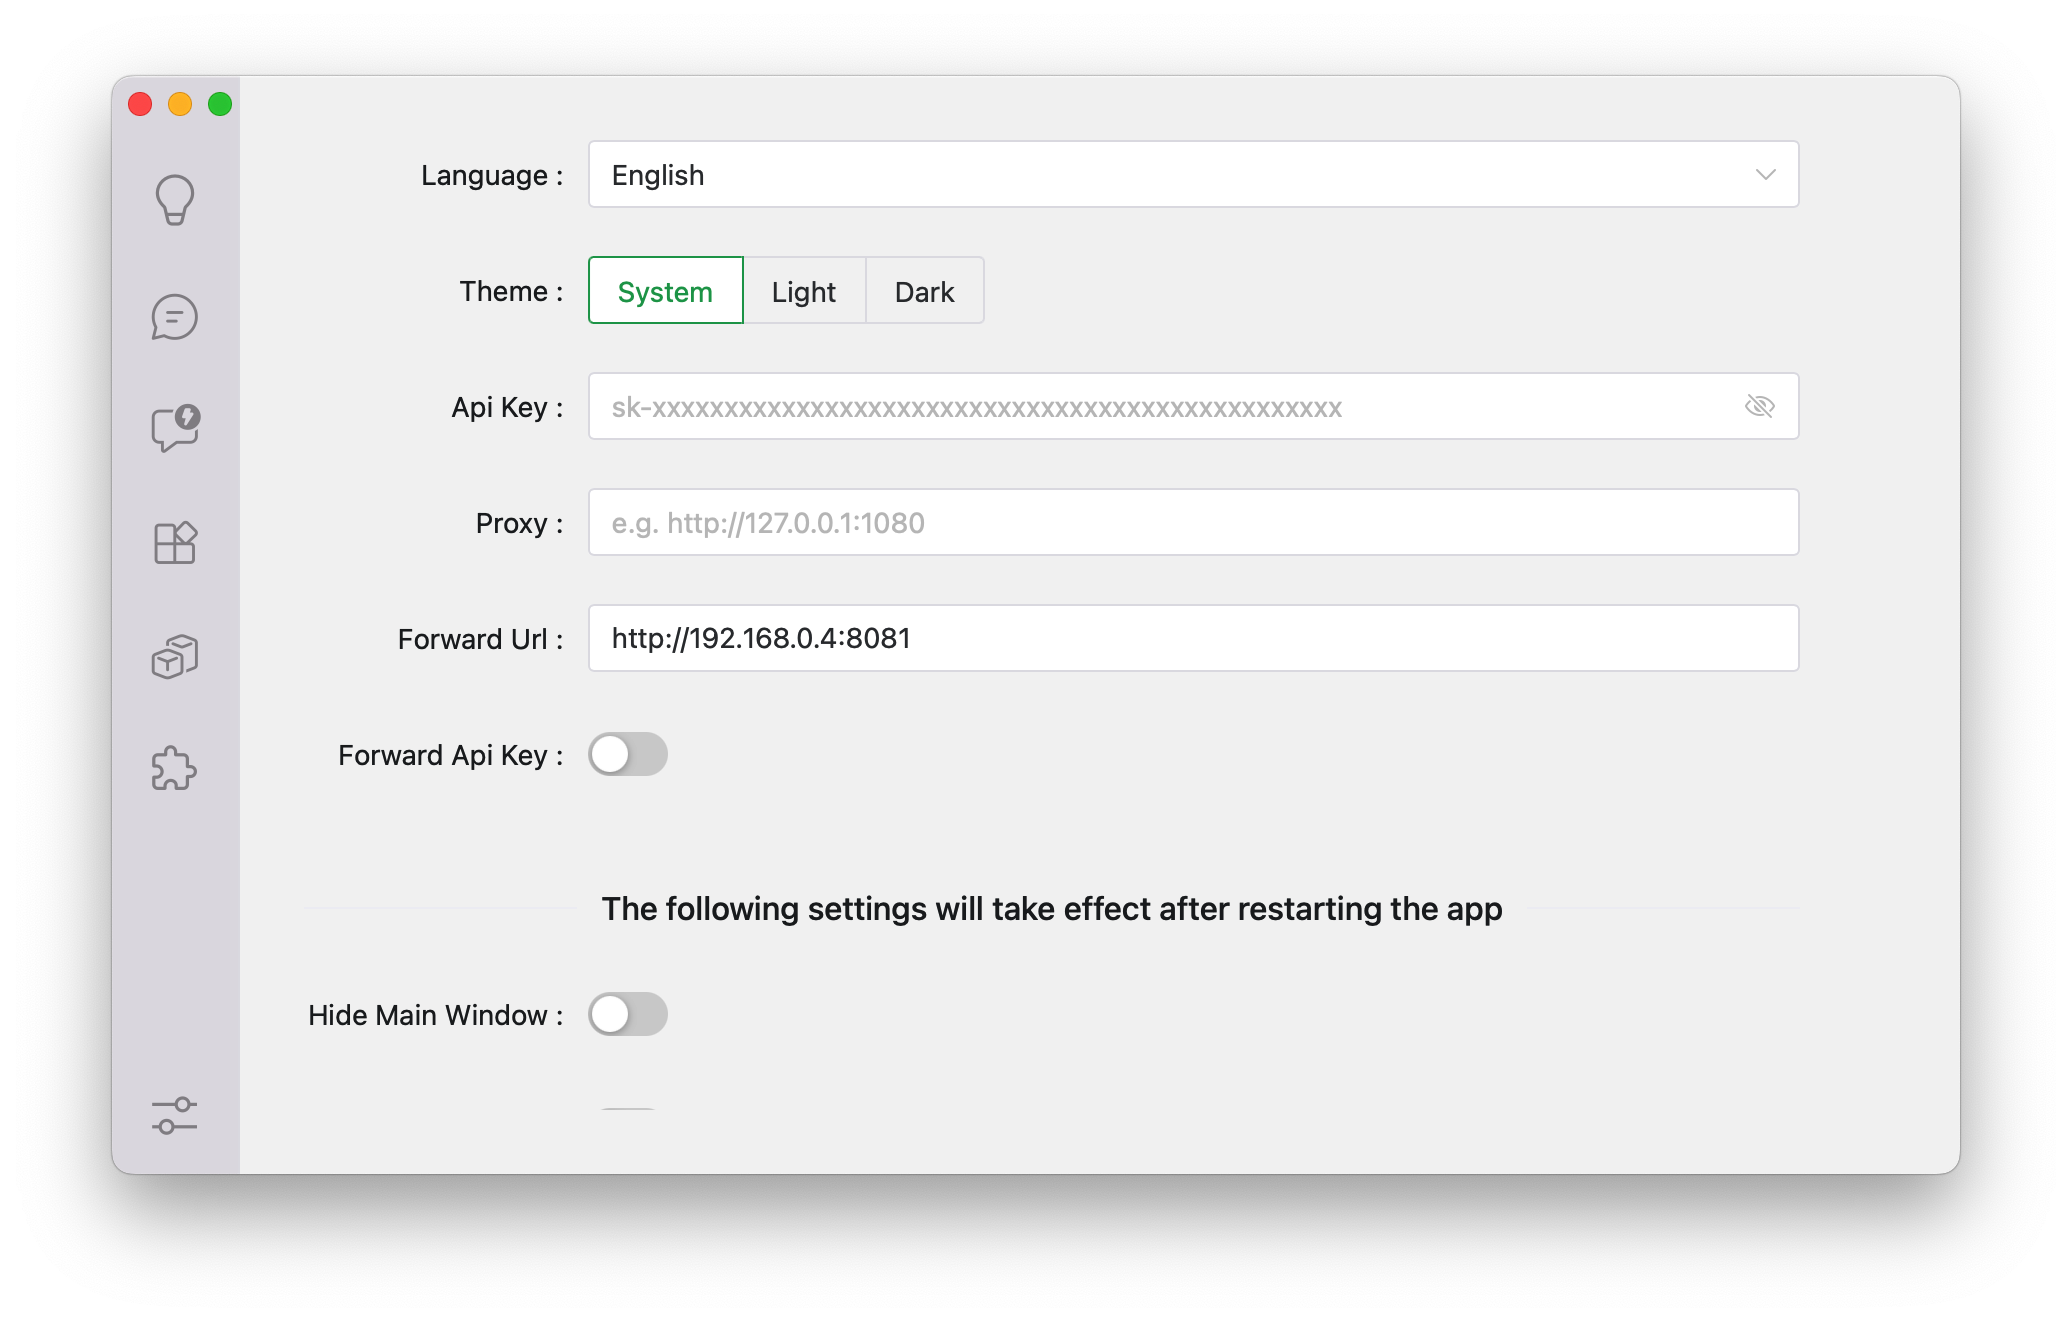 Language : English
Theme : System Light Dark
Api Key : sk-xxxxxxxxxxxxxxxxxxxxxxxxxxxxxxxxxxxxxxxxxxxxxxxx
Proxy : e.g. http://127.0.0.1:1080
Forward Url : http://192.168.0.4:8081
Forward Api Key :
The following settings will take effect after restarting the app
Hide Main Window :